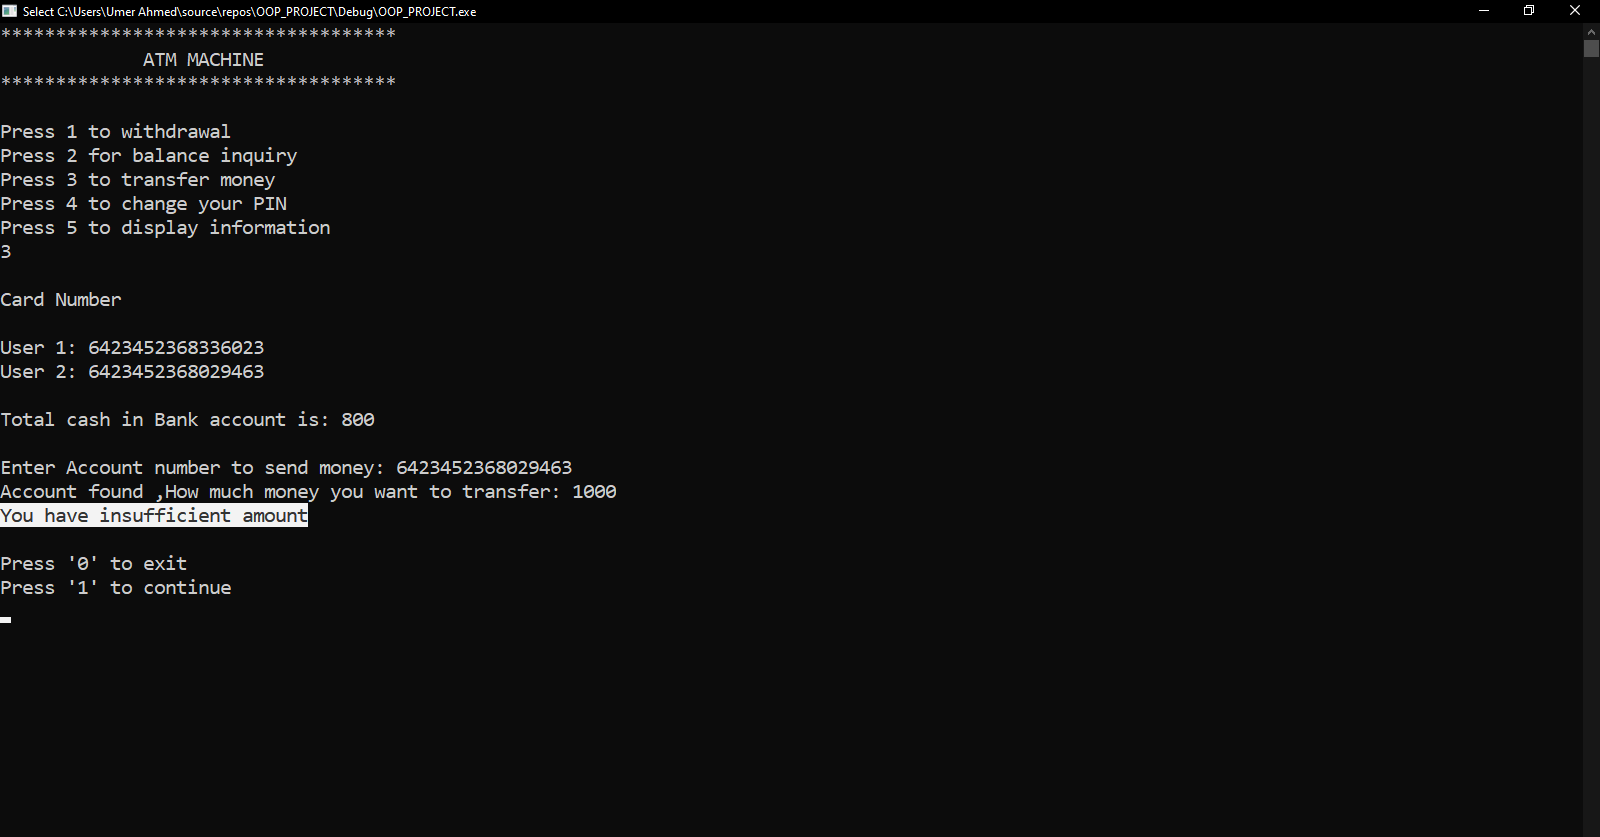 Select C:\Users\Umer Ahmed\source\repos\OOP_PROJECT\Debug\OOP_PROJECT.exe
************************************
ATM MACHINE
************************************
Press 1 to withdrawal
Press 2 for balance inquiry
Press 3 to transfer money
Press 4 to change your PIN
Press 5 to display information
3
Card Number
User 1: 6423452368336023
User 2: 6423452368029463
Total cash in Bank account is: 800
Enter Account number to send money: 6423452368029463
Account found ,How much money you want to transfer: 1000
You have insufficient amount
Press '0' to exit
Press '1' to continue